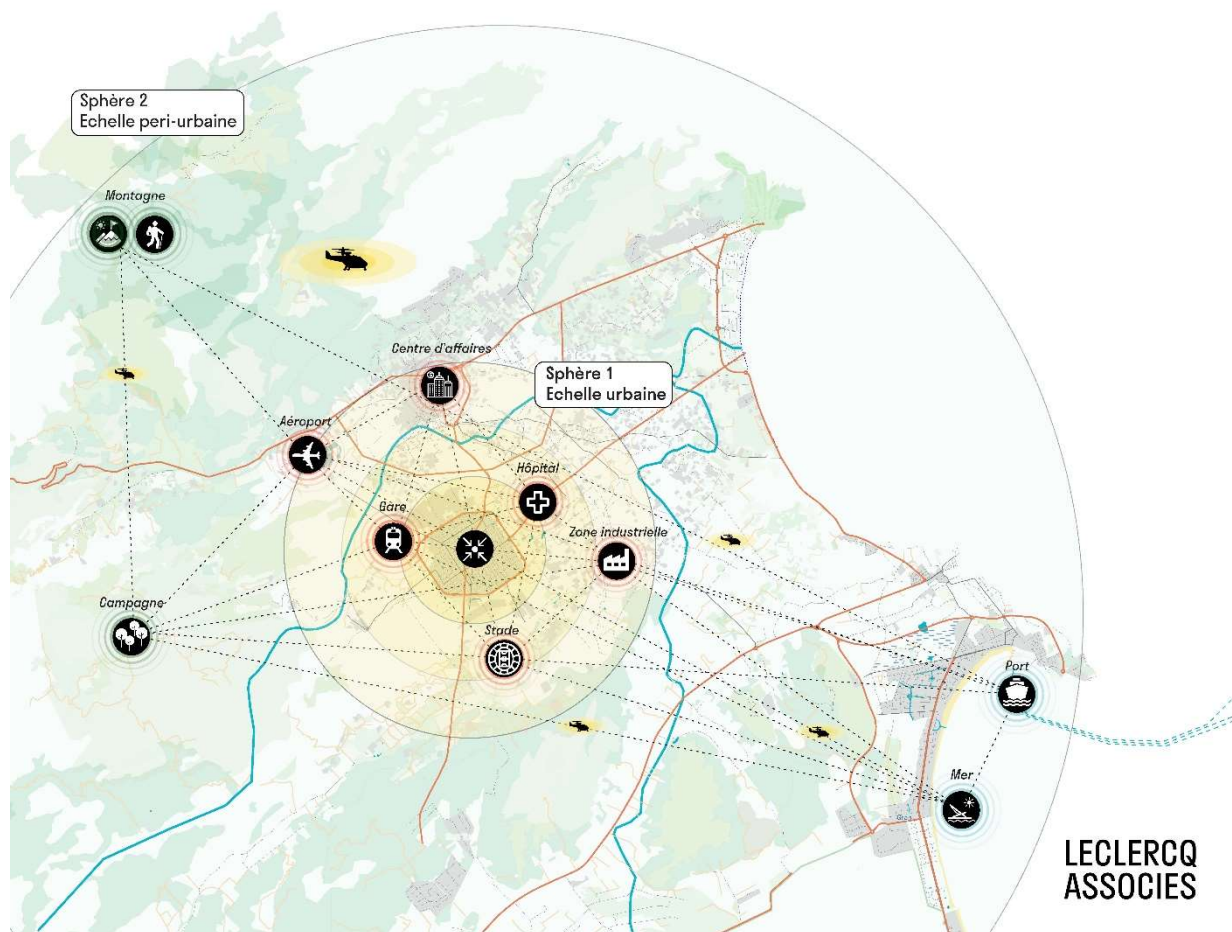 Sphère 2
Echelle peri-urbaine
Montagne
Centre d'affaires
Sphère 1
Echelle urbaine
Aéroport
Hôpital
Gare
Zone industrielle
Campagne
Stade
Port
Mer
LECLERCQ
ASSOCIES